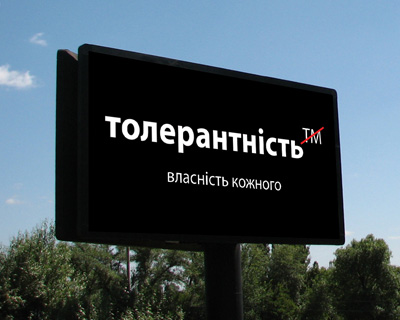 толерантність™
власність кожного